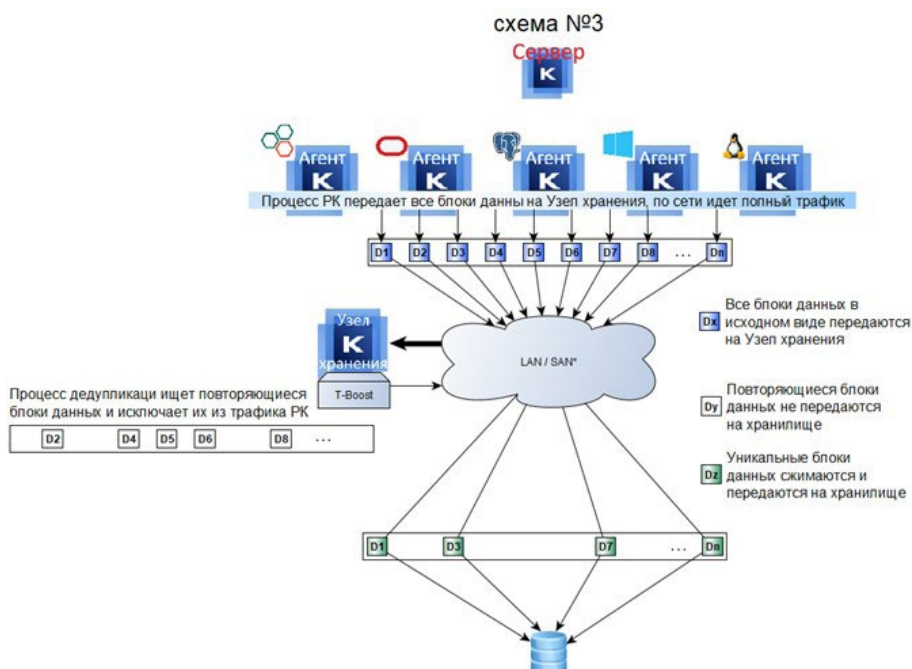 схема №3
Сервер
К
Агент
К
Агент
К
Агент
К
Агент
К
Агент
К
Процесс РК передает все блоки данны на Узел хранения, по сети идет полный трафик
D1 D2 D3 D4 D5 D6 D7 D8 ... Dn
Узел
К
хранения
T-Boost
LAN / SAN*
Dx
Все блоки данных в
исходном виде передаются
на Узел хранения
Процесс дедуппикаци ищет повторяющиеся
блоки данных и исключает их из трафика РК
D2 D4 D5 D6 D8 ...
Dy
Повторяющиеся блоки
данных не передаются
на хранилище
Dz
Уникальные блоки
данных сжимаются и
передаются на хранилище
D1 D3 D7 ... Dn